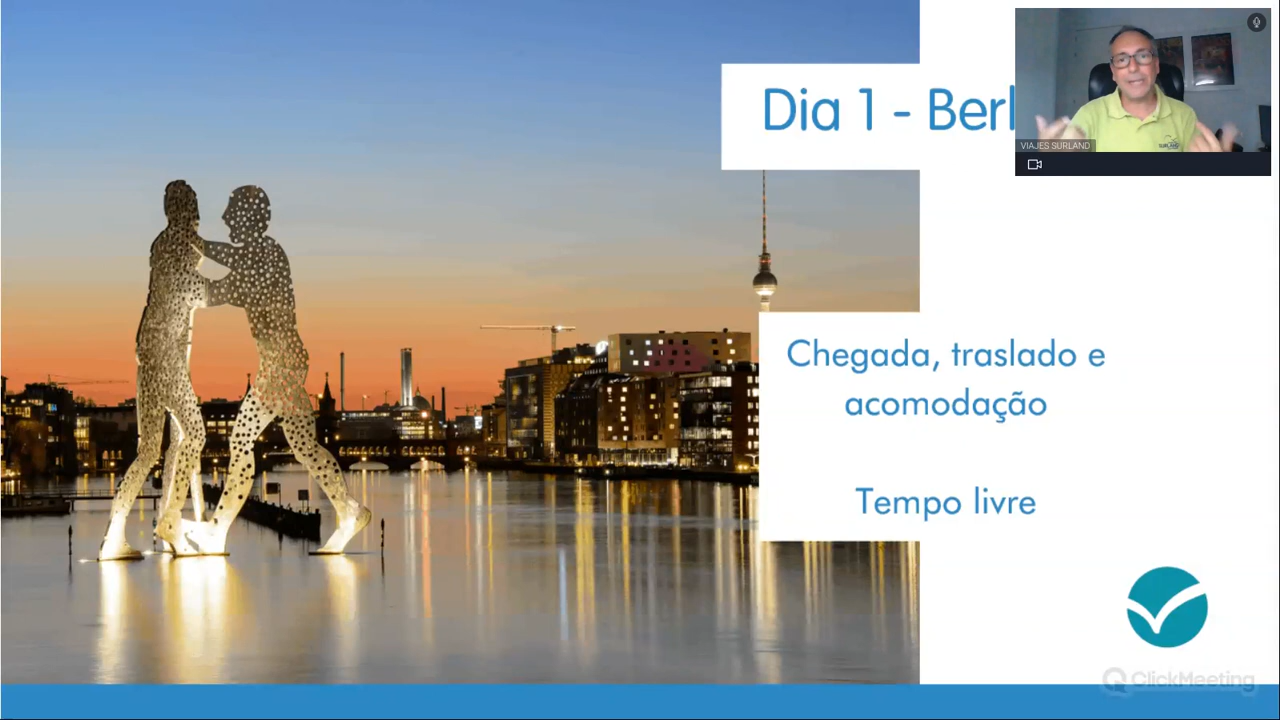 Dia 1 - Berl
VIAJES SURLAND
Chegada, traslado e
acomodação
Tempo livre
ClickMeeting